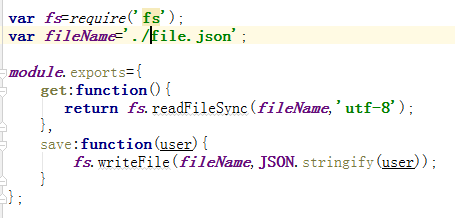 var fs=require('fs');
var fileName='./file.json';
module.exports={
get:function(){
return fs.readFileSync(fileName,'utf-8');
},
save:function(user){
fs.writeFile(fileName,JSON.stringify(user));
}
};